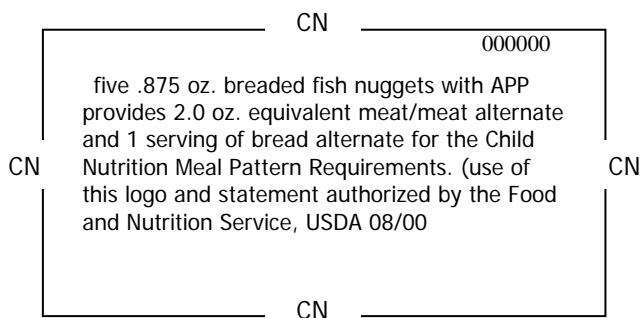 CN
000000
five .875 oz. breaded fish nuggets with APP
provides 2.0 oz. equivalent meat/meat alternate
and 1 serving of bread alternate for the Child
CN Nutrition Meal Pattern Requirements. (use of CN
this logo and statement authorized by the Food
and Nutrition Service, USDA 08/00
CN